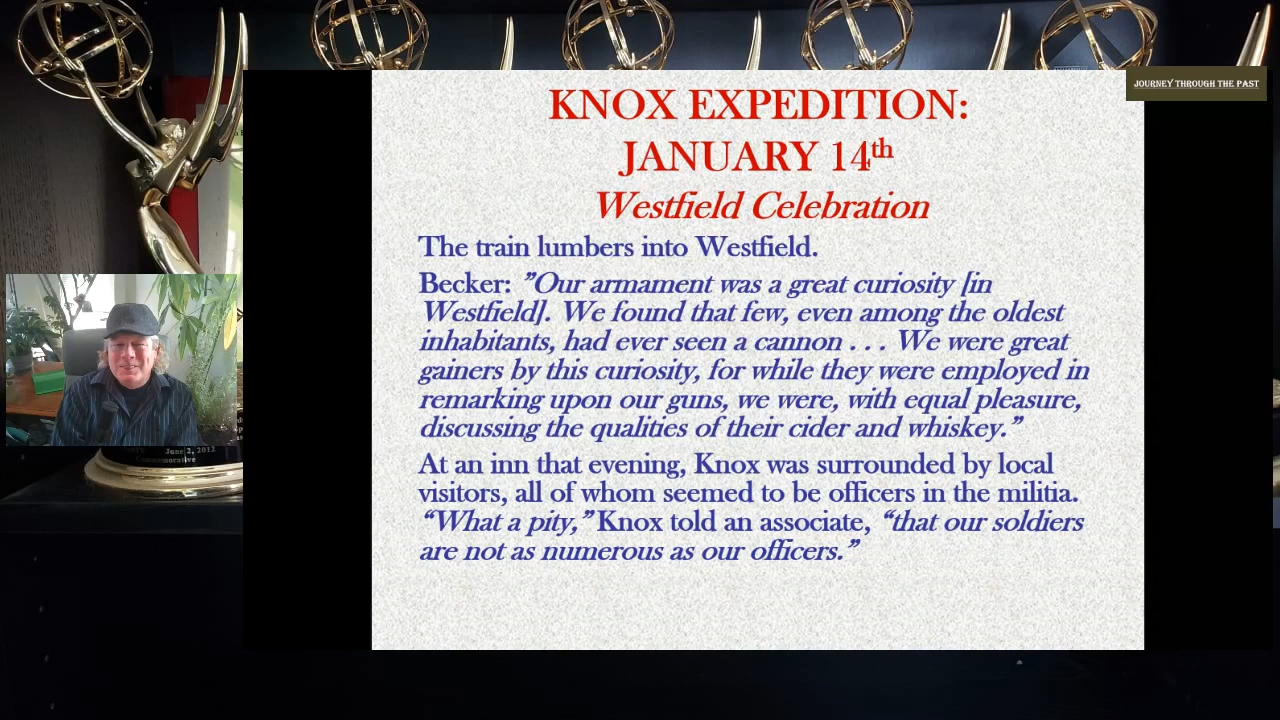 JOURNEY THROUGH THE PAST
KNOX EXPEDITION:
JANUARY 14th
Westfield Celebration
The train lumbers into Westfield.
Becker: ”Our armament was a great curiosity [in
Westfield]. We found that few, even among the oldest
inhabitants, had ever seen a cannon . . . We were great
gainers by this curiosity, for while they were employed in
remarking upon our guns, we were, with equal pleasure,
discussing the qualities of their cider and whiskey.”
At an inn that evening, Knox was surrounded by local
visitors, all of whom seemed to be officers in the militia.
“What a pity,” Knox told an associate, “that our soldiers
are not as numerous as our officers.”
June 2, 2012
Commemorative